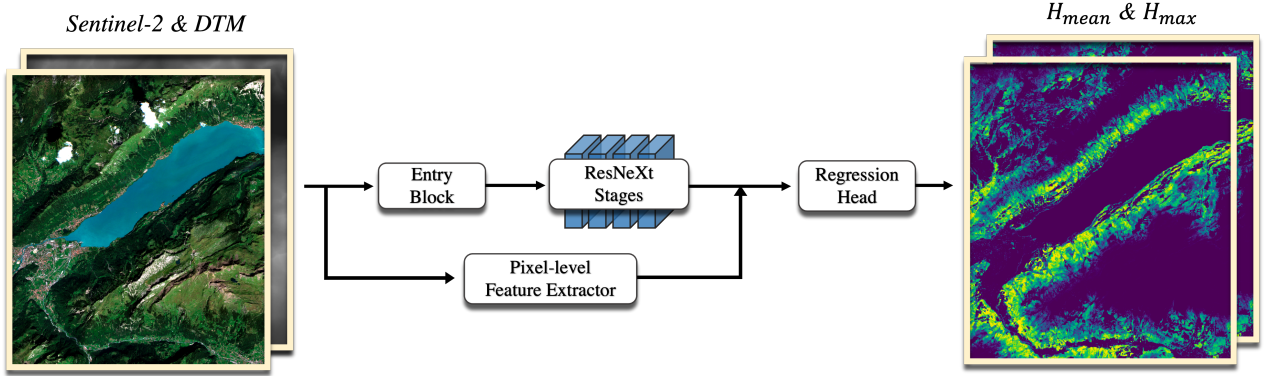 Sentinel-2 & DTM
H_mean & H_max
Entry
Block
ResNeXt
Stages
Regression
Head
Pixel-level
Feature Extractor